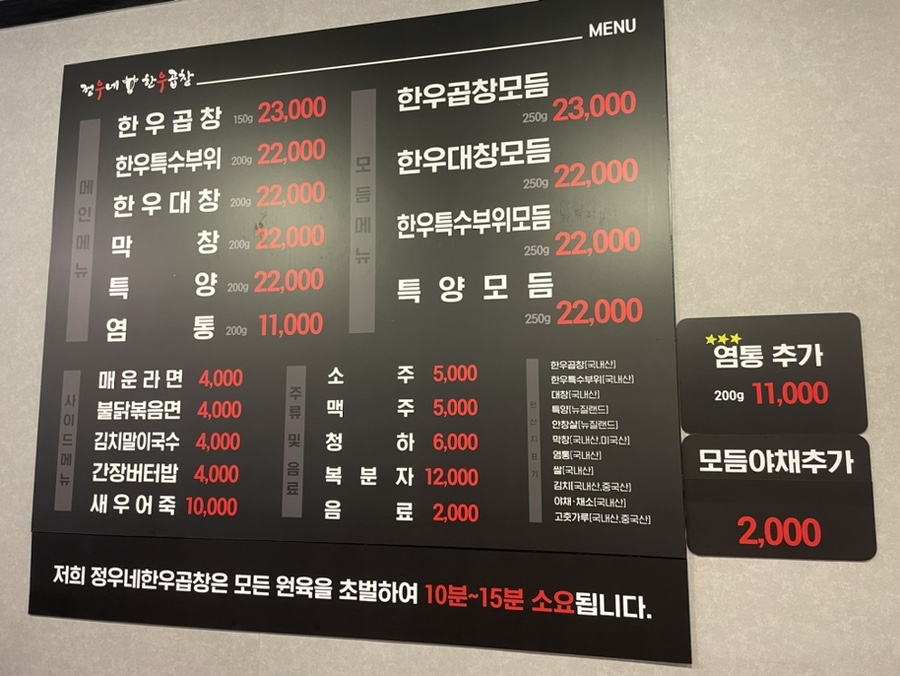 MENU
정우네 한우곱창
메인메뉴
한우곱창 150g 23,000
한우특수부위 200g 22,000
한우대창 200g 22,000
막창 200g 22,000
특양 200g 22,000
염통 200g 11,000
모듬메뉴
한우곱창모듬
250g 23,000
한우대창모듬
250g 22,000
한우특수부위모듬
250g 22,000
특양모듬
250g 22,000
사이드메뉴
매운라면 4,000
불닭볶음면 4,000
김치말이국수 4,000
간장버터밥 4,000
새우어죽 10,000
주류 및 음료
소주 5,000
맥주 5,000
청하 6,000
복분자 12,000
음료 2,000
원산지표기
한우곱창[국내산]
한우특수부위[국내산]
대창[국내산]
특양[뉴질랜드]
안창살[뉴질랜드]
막창[국내산,미국산]
염통[국내산]
쌀[국내산]
김치[국내산,중국산]
야채·채소[국내산]
고춧가루[국내산,중국산]
저희 정우네한우곱창은 모든 원육을 초벌하여 10분~15분 소요됩니다.
염통 추가
200g 11,000
모듬야채추가
2,000